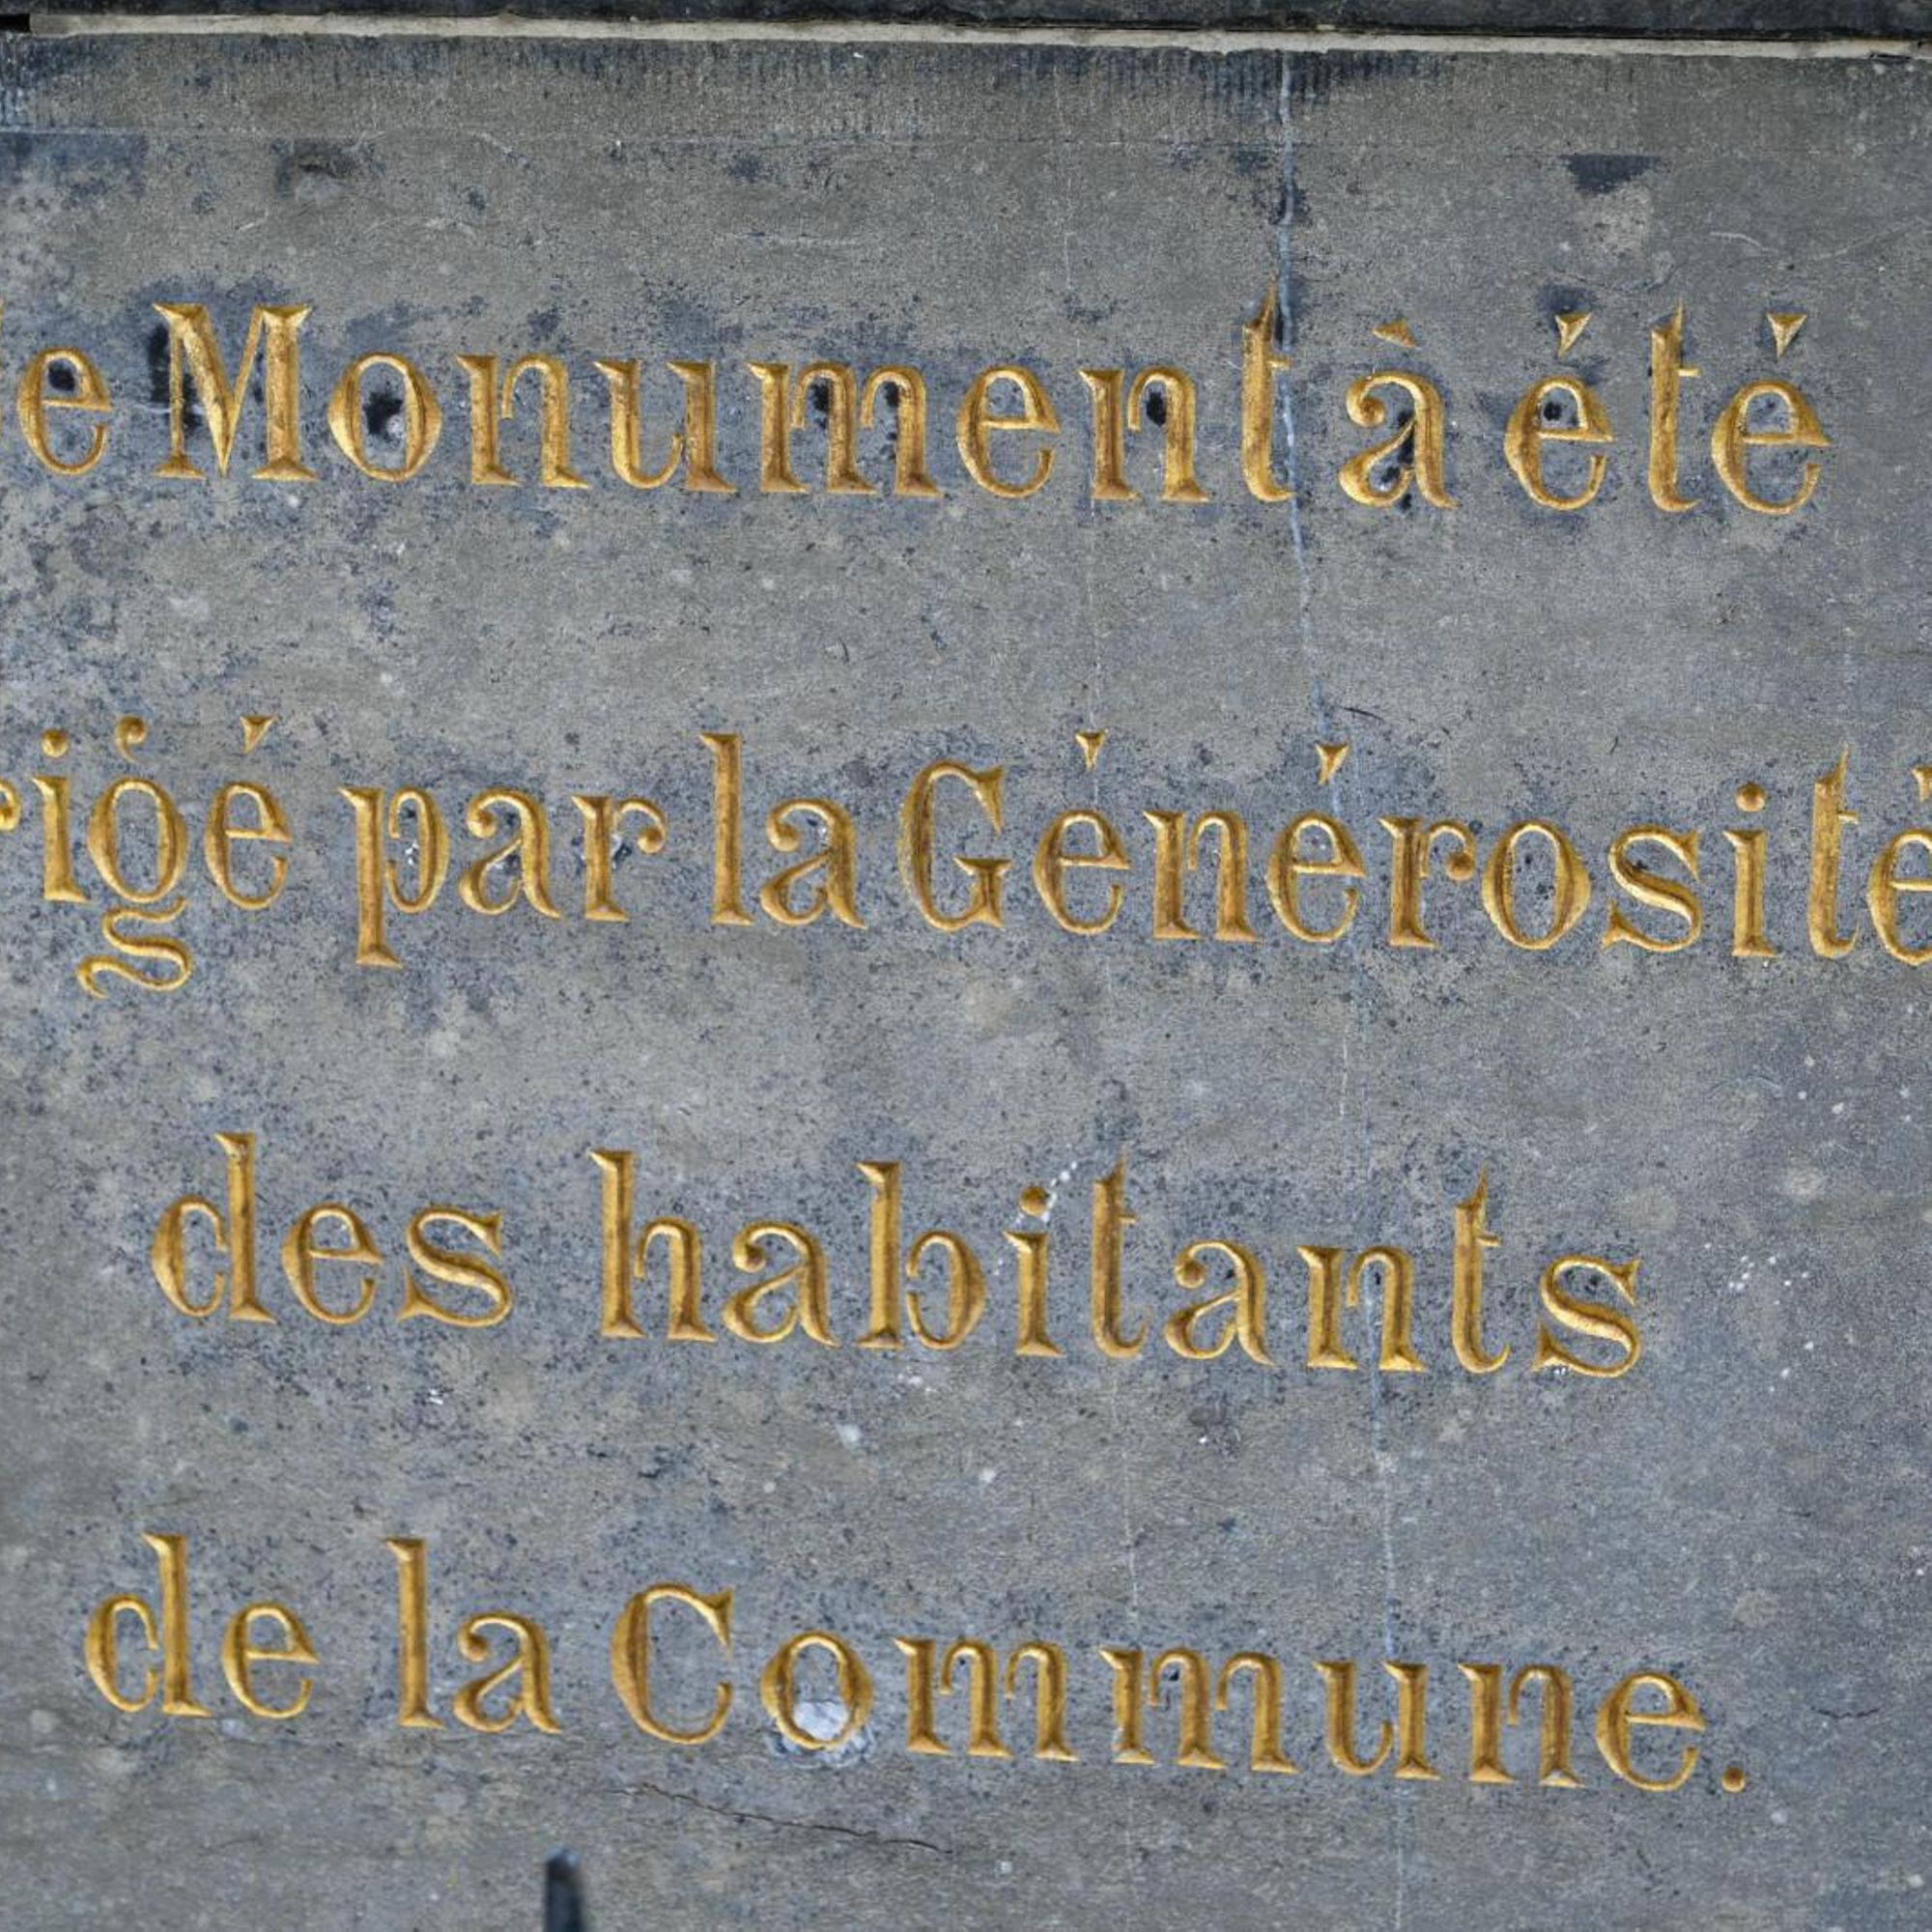 e Monument à été
rigé par la Générosité
des habitants
de la Commune.